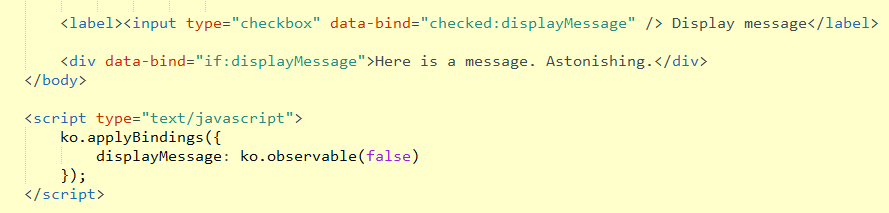 <label><input type="checkbox" data-bind="checked:displayMessage" /> Display message</label>
<div data-bind="if:displayMessage">Here is a message. Astonishing.</div>
</body>
<script type="text/javascript">
ko.applyBindings({
displayMessage: ko.observable(false)
});
</script>